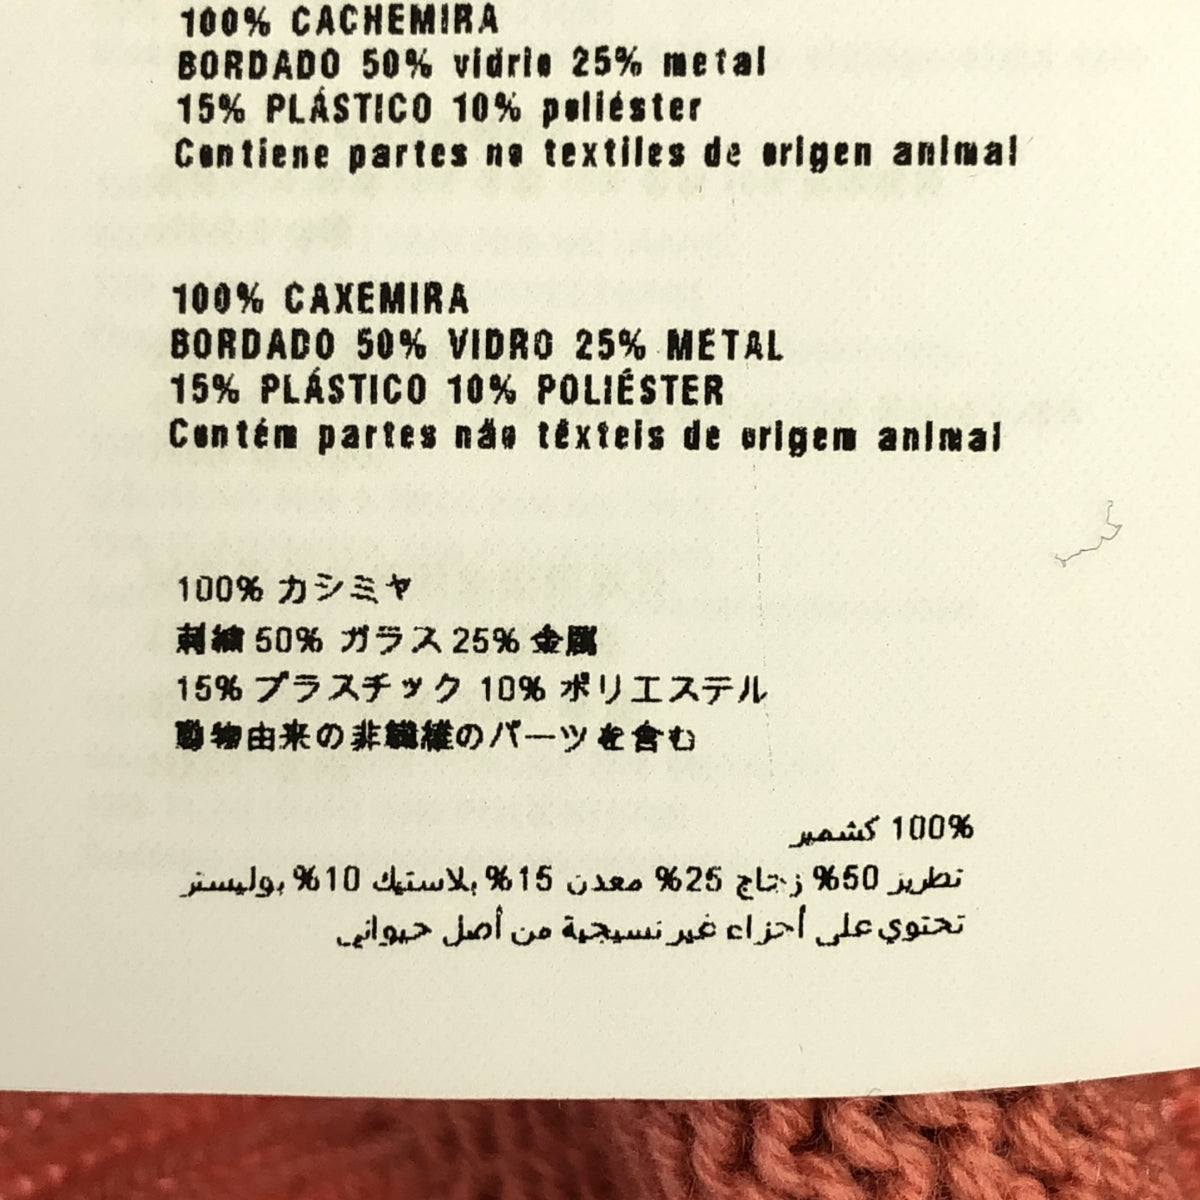 100% CACHEMIRA
BORDADO 50% vidrio 25% metal
15% PLÁSTICO 10% poliéster
Contiene partes no textiles de origen animal
100% CAXEMIRA
BORDADO 50% VIDRO 25% METAL
15% PLÁSTICO 10% POLIÉSTER
Contém partes não têxteis de origem animal
100% カシミヤ
刺繍 50% ガラス 25% 金属
15% プラスチック 10% ポリエステル
動物由来の非繊維のパーツを含む
100% كشمير
تطريز 50% زجاج 25% معدن 15% بلاستيك 10% بوليستر
تحتوي على أجزاء غير نسيجية من أصل حيواني